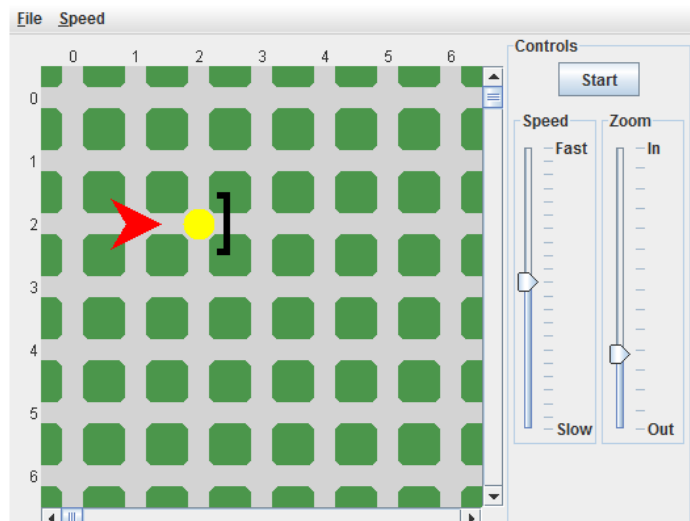 File Speed
0 1 2 3 4 5 6
Controls
Start
Speed Zoom
Fast In
0
1
2
3
4
5
6
Slow Out